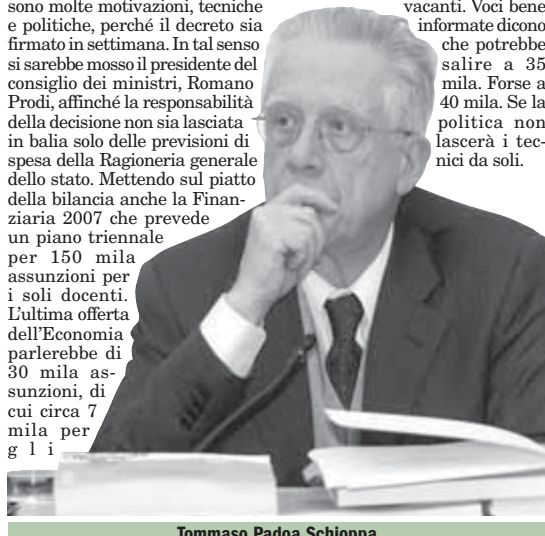 sono molte motivazioni, tecniche
e politiche, perché il decreto sia
firmato in settimana. In tal senso
si sarebbe mosso il presidente del
consiglio dei ministri, Romano
Prodi, affinché la responsabilità
della decisione non sia lasciata
in balia solo delle previsioni di
spesa della Ragioneria generale
dello stato. Mettendo sul piatto
della bilancia anche la Finan-
ziaria 2007 che prevede
un piano triennale
per 150 mila
assunzioni per
i soli docenti.
L'ultima offerta
dell'Economia
parlerebbe di
30 mila as-
sunzioni, di
cui circa 7
mila per
g l i
vacanti. Voci bene
informate dicono
che potrebbe
salire a 35
mila. Forse a
40 mila. Se la
politica non
lascerà i tec-
nici da soli.
Tommaso Padoa Schioppa